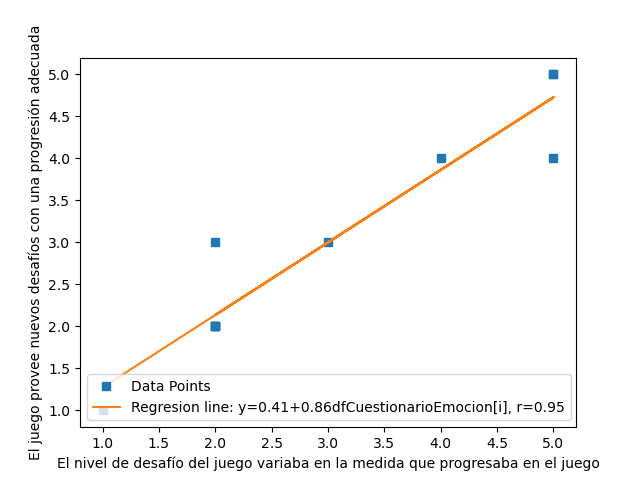 El juego provee nuevos desafíos con una progresión adecuada
5.0
4.5
4.0
3.5
3.0
2.5
2.0
1.5
1.0
Data Points
Regresion line: y=0.41+0.86dfCuestionarioEmocion[i], r=0.95
1.0 1.5 2.0 2.5 3.0 3.5 4.0 4.5 5.0
El nivel de desafío del juego variaba en la medida que progresaba en el juego